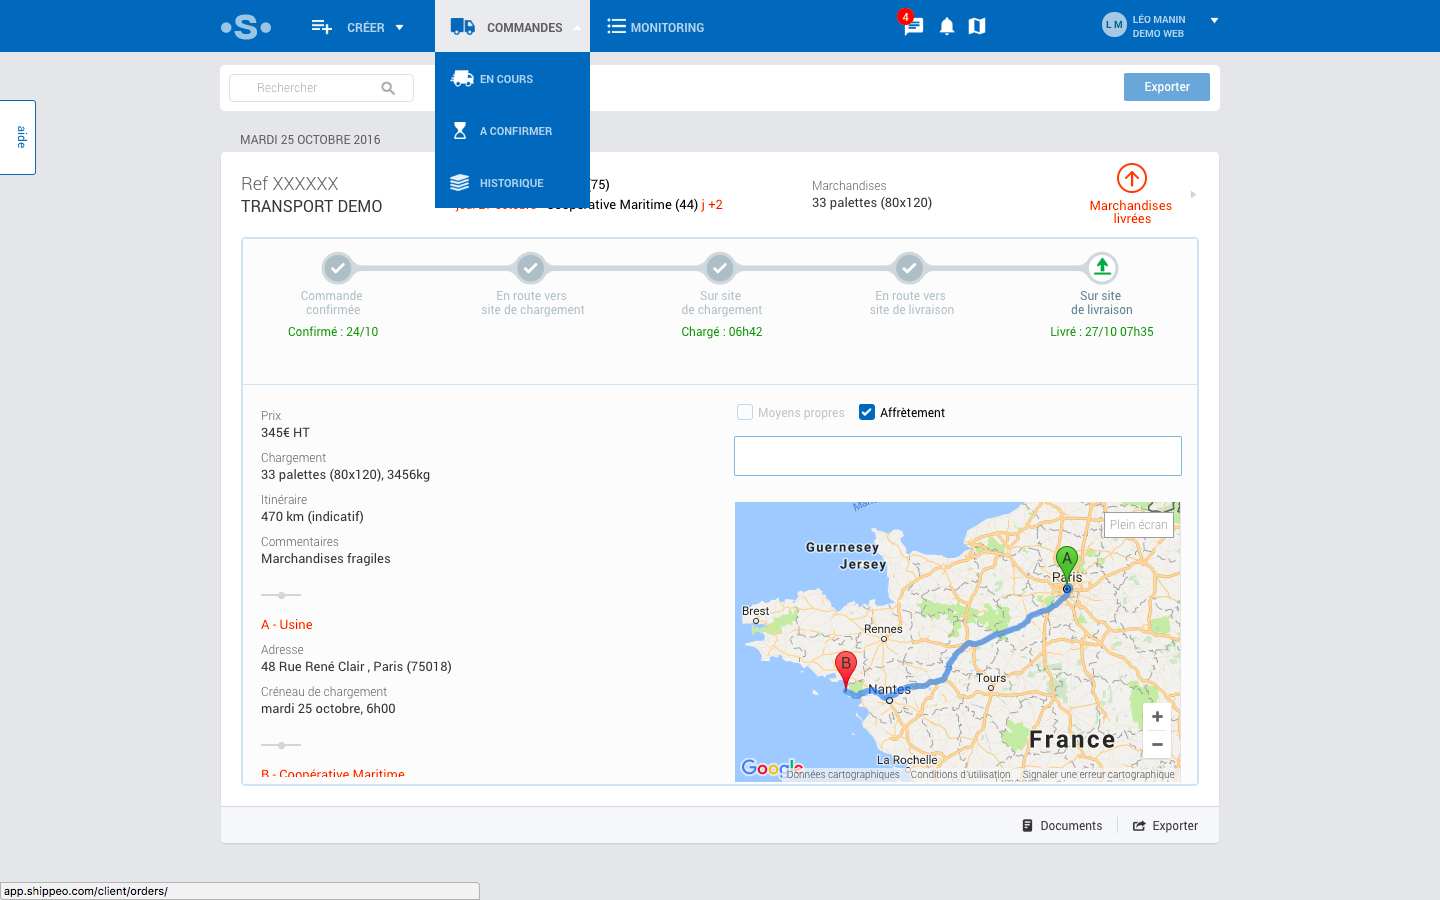 S
CRÉER
COMMANDES
MONITORING
4
L M
LÉO MANIN
DEMO WEB
EN COURS
A CONFIRMER
HISTORIQUE
Rechercher
Exporter
aide
MARDI 25 OCTOBRE 2016
Ref XXXXXX
TRANSPORT DEMO
(75)
Coopérative Maritime (44) j +2
Marchandises
33 palettes (80x120)
Marchandises
livrées
Commande
confirmée
Confirmé : 24/10
En route vers
site de chargement
Sur site
de chargement
Chargé : 06h42
En route vers
site de livraison
Sur site
de livraison
Livré : 27/10 07h35
Prix
345€ HT
Chargement
33 palettes (80x120), 3456kg
Itinéraire
470 km (indicatif)
Commentaires
Marchandises fragiles
A - Usine
Adresse
48 Rue René Clair , Paris (75018)
Créneau de chargement
mardi 25 octobre, 6h00
B - Coopérative Maritime
Moyens propres
Affrètement
Plein écran
Guernesey
Jersey
A
Paris
Brest
Rennes
B
Nantes
Tours
France
La Rochelle
+
−
Google
Données cartographiques
Conditions d'utilisation
Signaler une erreur cartographique
Documents
Exporter
app.shippeo.com/client/orders/